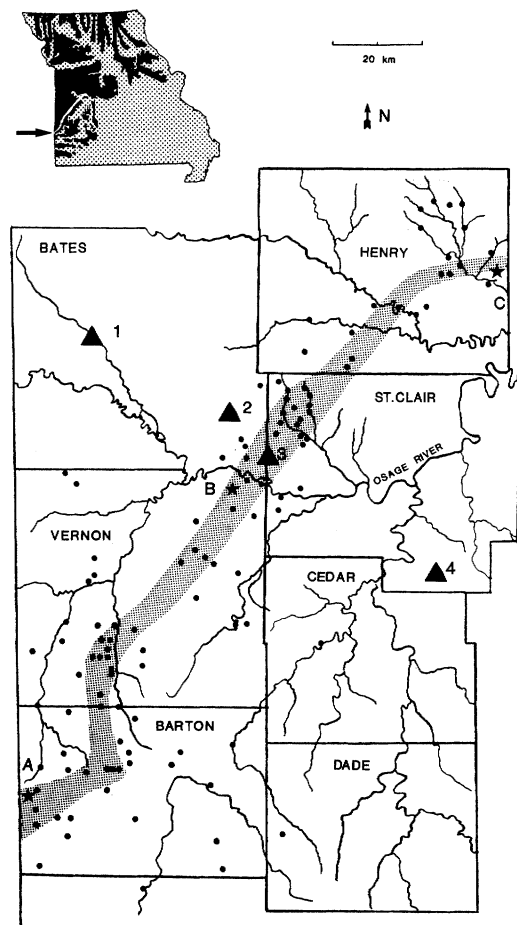 20 km
N
BATES
HENRY
1
C
ST. CLAIR
2
3
OSAGE RIVER
B
VERNON
4
CEDAR
BARTON
A
DADE